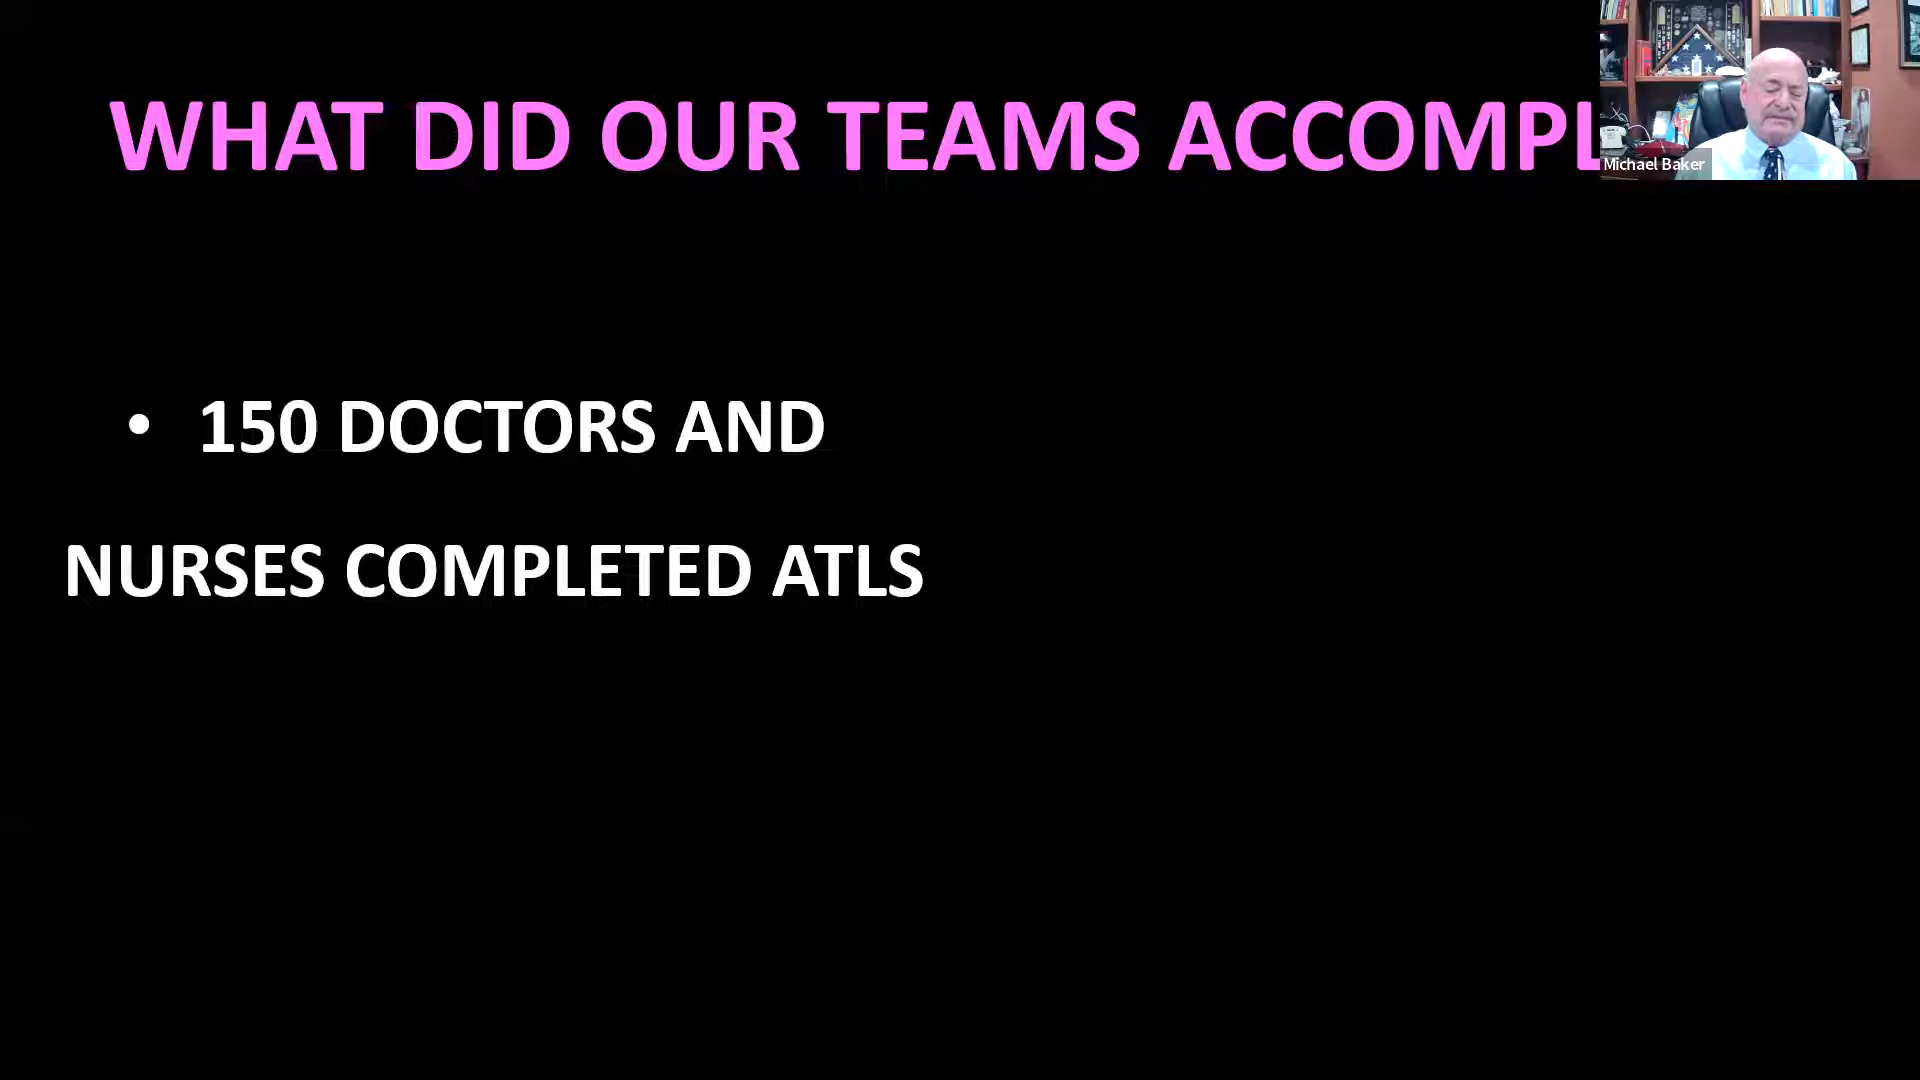 WHAT DID OUR TEAMS ACCOMPL
Michael Baker
• 150 DOCTORS AND
NURSES COMPLETED ATLS